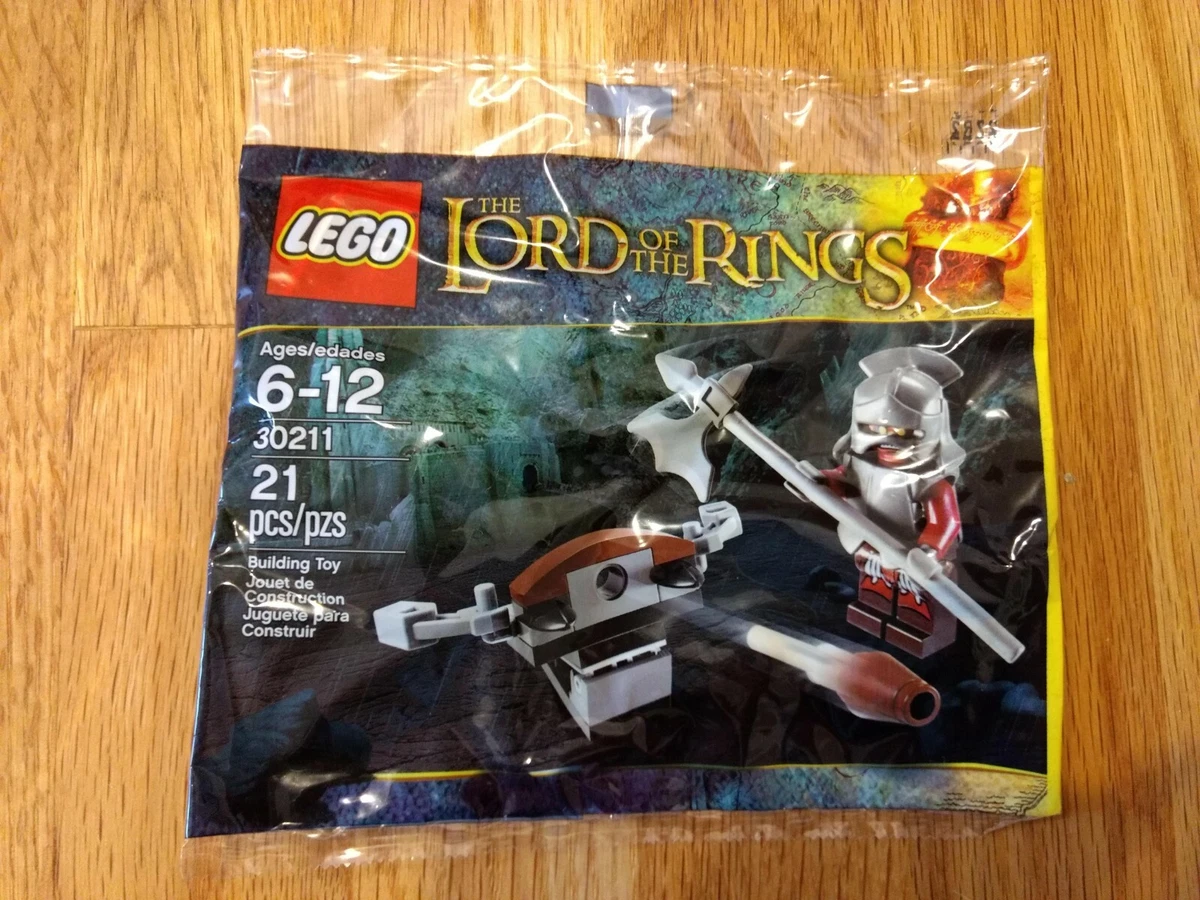 LEGO
THE
LORD OF THE RINGS
Ages/edades
6-12
30211
21
pcs/pzs
Building Toy
Jouet de
Construction
Juguete para
Construir